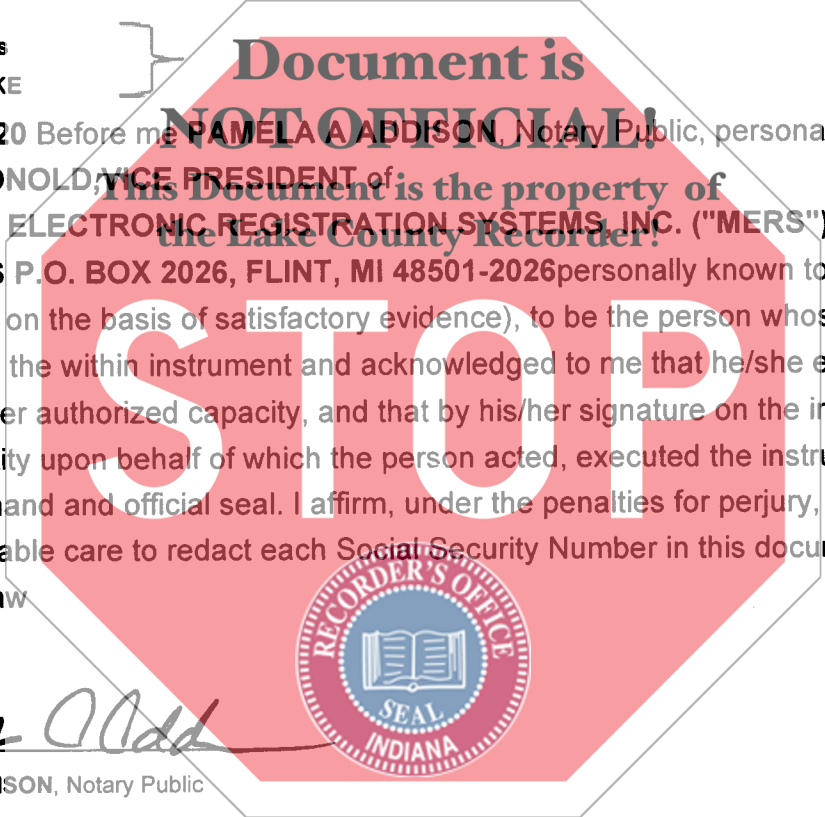 Document is
KE
NOT OFFICIAL!
20 Before me PAMELA A ADDISON, Notary Public, persona
NOLD, VICE PRESIDENT of
This Document is the property of
ELECTRONIC REGISTRATION SYSTEMS, INC. ("MERS")
the Lake County Recorder!
P.O. BOX 2026, FLINT, MI 48501-2026personally known to
on the basis of satisfactory evidence), to be the person whos
the within instrument and acknowledged to me that he/she e
er authorized capacity, and that by his/her signature on the in
ity upon behalf of which the person acted, executed the instru
and and official seal. I affirm, under the penalties for perjury,
able care to redact each Social Security Number in this docu
aw
STOP
RECORDER'S OFFICE
SEAL
INDIANA
SON, Notary Public